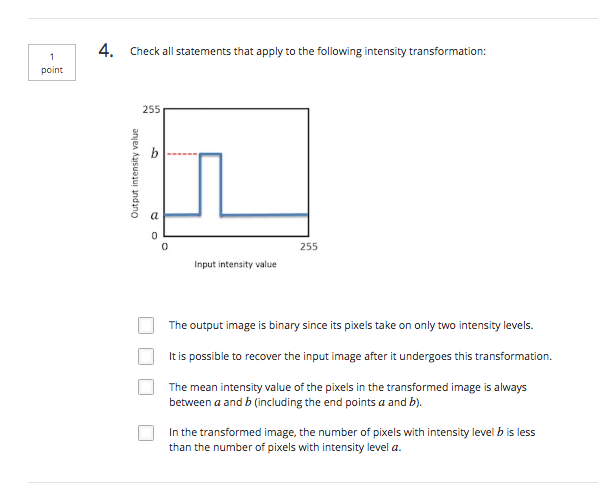 1
point
4. Check all statements that apply to the following intensity transformation:
255
Output intensity value
b
a
0
0 255
Input intensity value
The output image is binary since its pixels take on only two intensity levels.
It is possible to recover the input image after it undergoes this transformation.
The mean intensity value of the pixels in the transformed image is always
between a and b (including the end points a and b).
In the transformed image, the number of pixels with intensity level b is less
than the number of pixels with intensity level a.